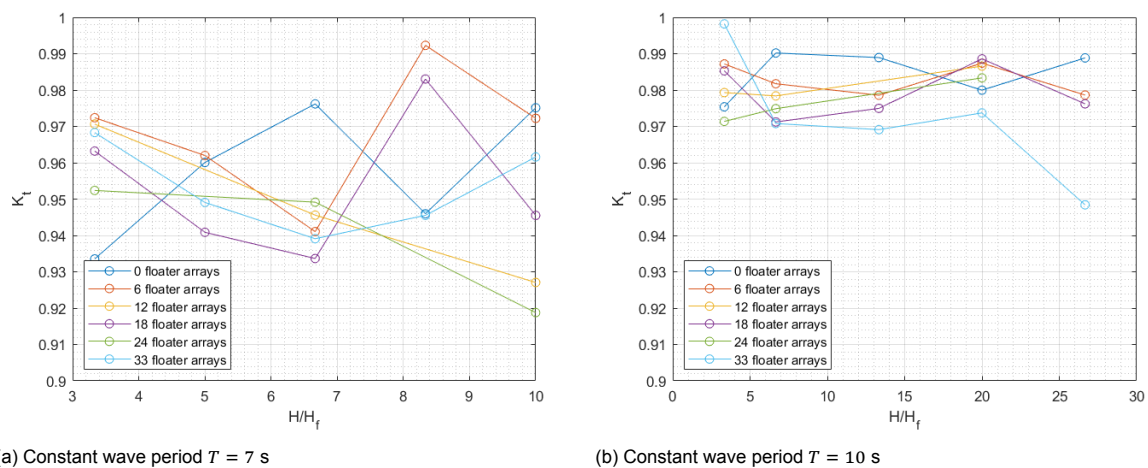 1
0.99
0.98
0.97
0.96
0.95
0.94
0.93
0.92
0.91
0.9
K_t
0 floater arrays
6 floater arrays
12 floater arrays
18 floater arrays
24 floater arrays
33 floater arrays
3 4 5 6 7 8 9 10
H/H_f
(a) Constant wave period T = 7 s
1
0.99
0.98
0.97
0.96
0.95
0.94
0.93
0.92
0.91
0.9
K_t
0 floater arrays
6 floater arrays
12 floater arrays
18 floater arrays
24 floater arrays
33 floater arrays
0 5 10 15 20 25 30
H/H_f
(b) Constant wave period T = 10 s